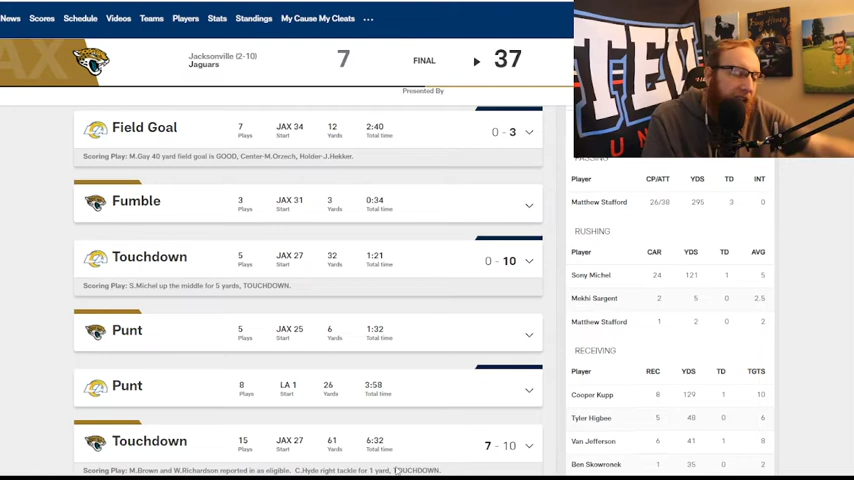 News Scores Schedule Videos Teams Players Stats Standings My Cause My Cleats ...
Jacksonville (2-10)
Jaguars
7
FINAL
37
Presented By
Field Goal
7 JAX 34 12 2:40
Plays Start Yards Total time
0 - 3
Scoring Play: M.Gay 40 yard field goal is GOOD, Center-M.Orzech, Holder-J.Hekker.
Fumble
3 JAX 31 3 0:34
Plays Start Yards Total time
Touchdown
5 JAX 27 32 1:21
Plays Start Yards Total time
0 - 10
Scoring Play: S.Michel up the middle for 5 yards, TOUCHDOWN.
Punt
5 JAX 25 6 1:32
Plays Start Yards Total time
Punt
8 LA 1 26 3:58
Plays Start Yards Total time
Touchdown
15 JAX 27 61 6:32
Plays Start Yards Total time
7 - 10
Scoring Play: M.Brown and W.Richardson reported in as eligible. C.Hyde right tackle for 1 yard, TOUCHDOWN.
TEW
UN
PASSING
Player CP/ATT YDS TD INT
Matthew Stafford 26/38 295 3 0
RUSHING
Player CAR YDS TD AVG
Sony Michel 24 121 1 5
Mekhi Sargent 2 5 0 2.5
Matthew Stafford 1 2 0 2
RECEIVING
Player REC YDS TD TGTS
Cooper Kupp 8 129 1 10
Tyler Higbee 5 48 0 6
Van Jefferson 6 41 1 8
Ben Skowronek 1 35 0 2